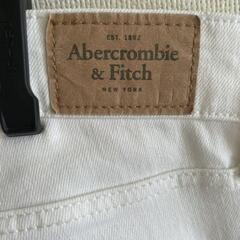 EST. 1892
Abercrombie
& Fitch
NEW YORK